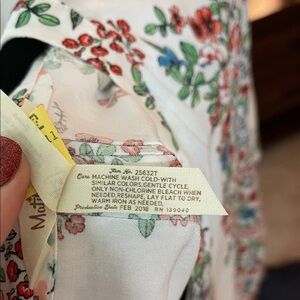 Item No. 25632T
Care MACHINE WASH COLD-WITH
SIMILAR COLORS, GENTLE CYCLE,
ONLY NON-CHLORINE BLEACH WHEN
NEEDED, RESHAPE, LAY FLAT TO DRY,
WARM IRON AS NEEDED.
Production Date FEB 2018 RN 139040